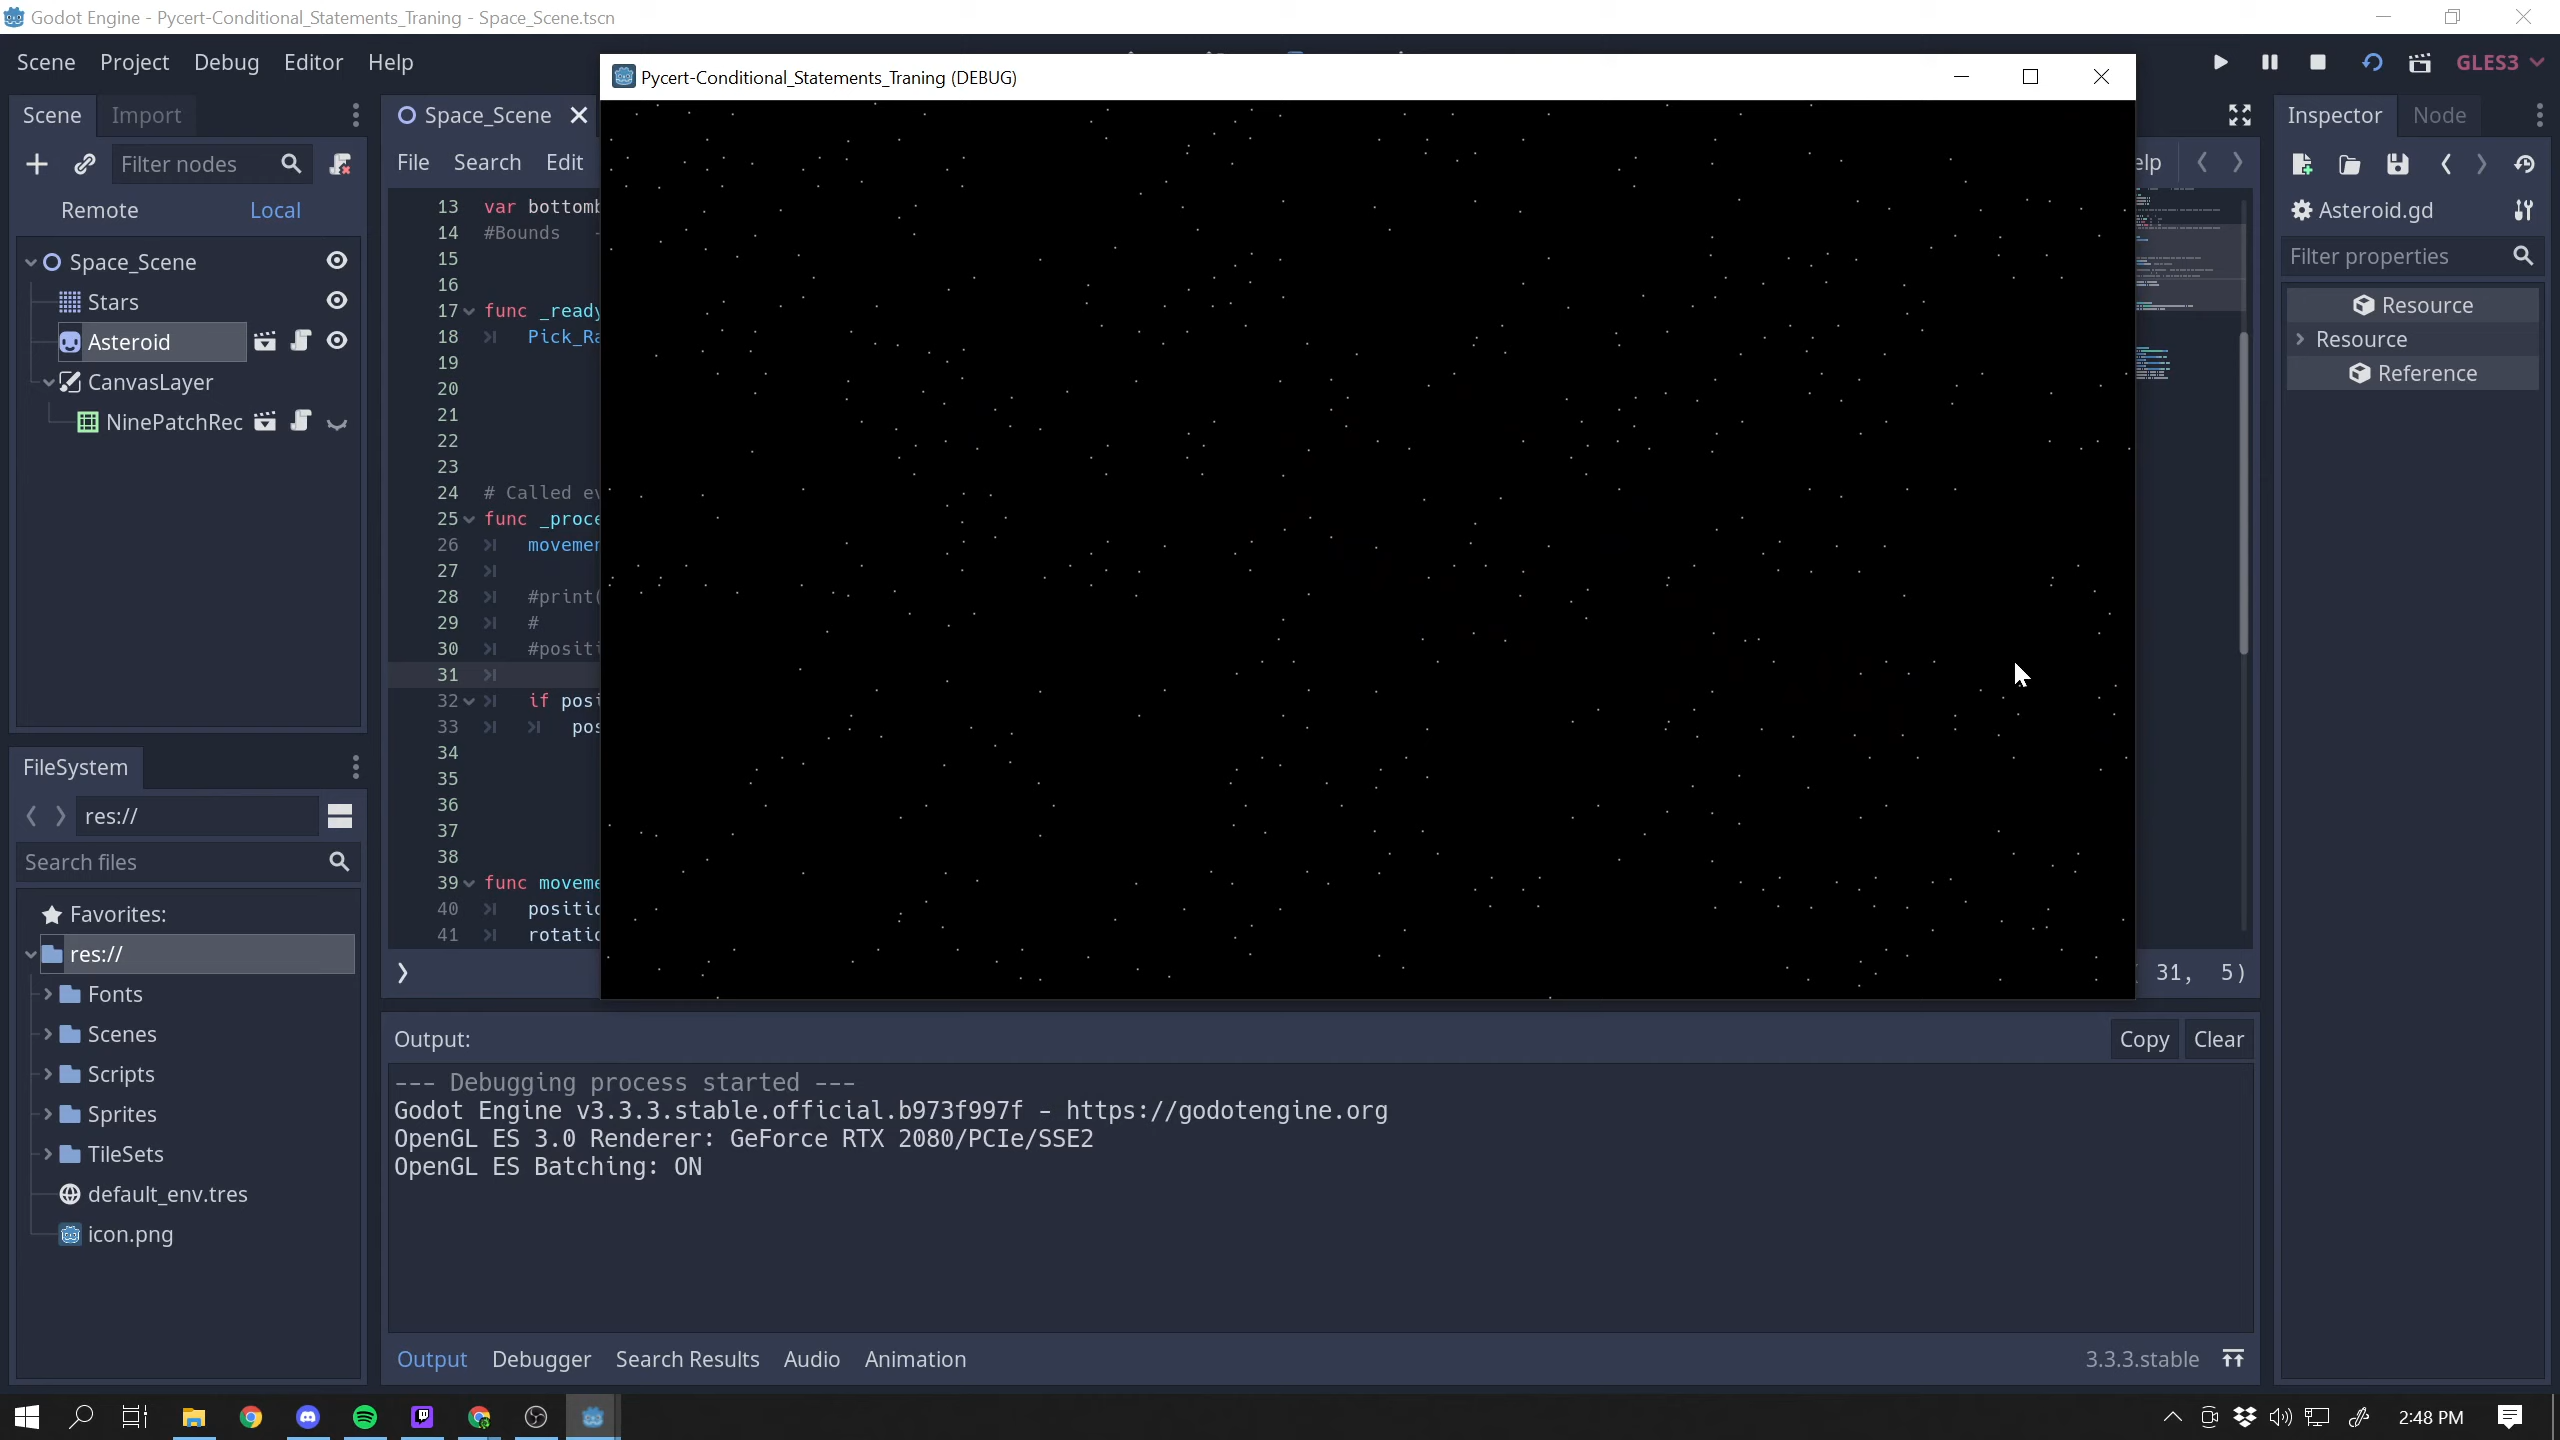 Godot Engine - Pycert-Conditional_Statements_Traning - Space_Scene.tscn
Scene Project Debug Editor Help
GLES3
Pycert-Conditional_Statements_Traning (DEBUG)
Scene Import
Space_Scene
Inspector Node
Filter nodes
File Search Edit
elp
Remote Local
Asteroid.gd
Filter properties
Space_Scene
Stars
Asteroid
CanvasLayer
NinePatchRec
Resource
Resource
Reference
13 var bottomb
14 #Bounds -
15
16
17 func _ready
18 Pick_Ra
19
20
21
22
23
24 # Called ev
25 func _proce
26 movemen
27
28 #print(
29 #
30 #positi
31
32 if posi
33 pos
34
35
36
37
38
39 func moveme
40 positio
41 rotatio
31, 5)
FileSystem
res://
Search files
Favorites:
res://
Fonts
Scenes
Scripts
Sprites
TileSets
default_env.tres
icon.png
Output:
Copy Clear
--- Debugging process started ---
Godot Engine v3.3.3.stable.official.b973f997f - https://godotengine.org
OpenGL ES 3.0 Renderer: GeForce RTX 2080/PCIe/SSE2
OpenGL ES Batching: ON
Output Debugger Search Results Audio Animation
3.3.3.stable
2:48 PM